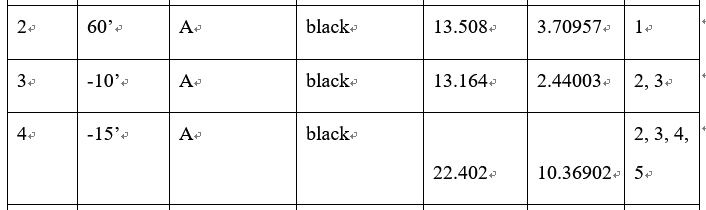 2 60’ A black 13.508 3.70957 1
3 -10’ A black 13.164 2.44003 2, 3
4 -15’ A black 22.402 10.36902 2, 3, 4,
5